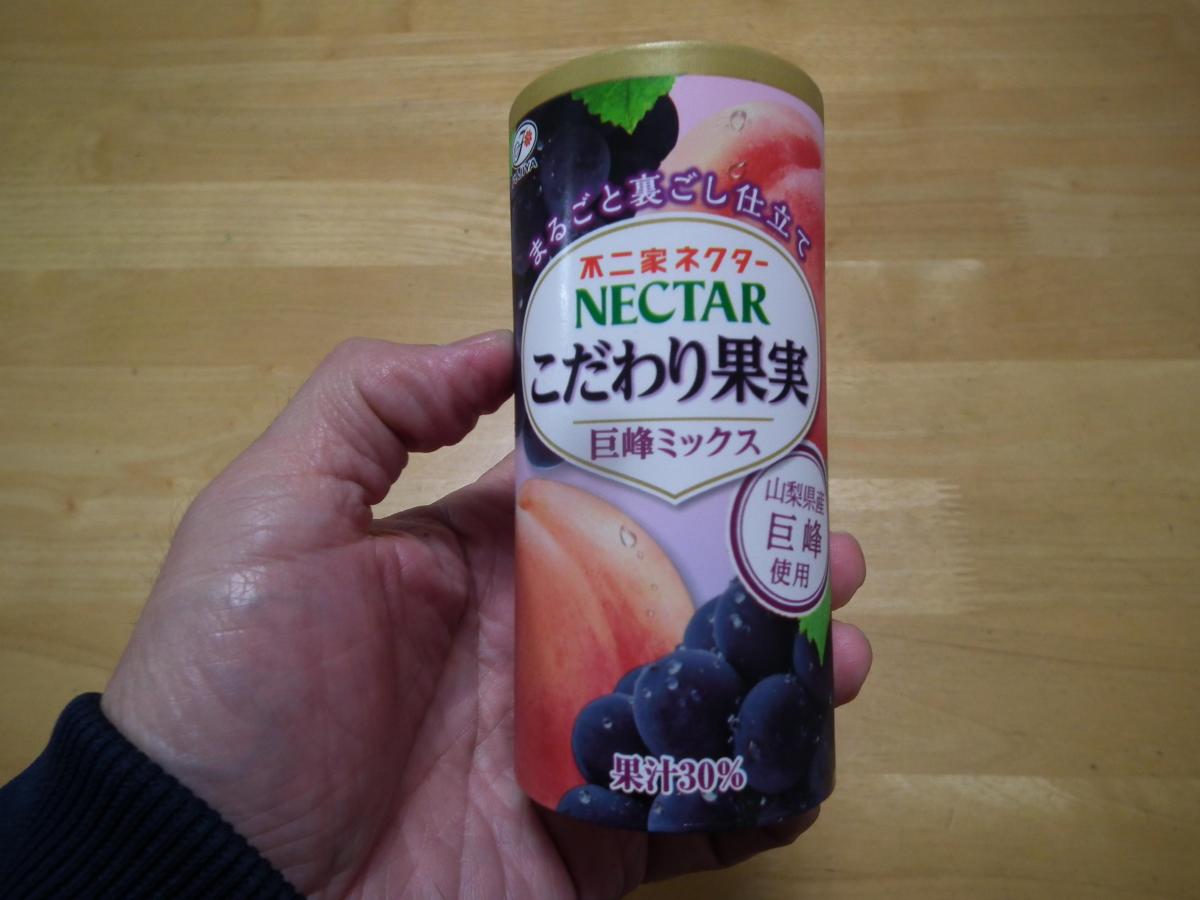 FUJIYA
まるごと裏ごし仕立て
不二家ネクター
NECTAR
こだわり果実
巨峰ミックス
山梨県産
巨峰
使用
果汁30%